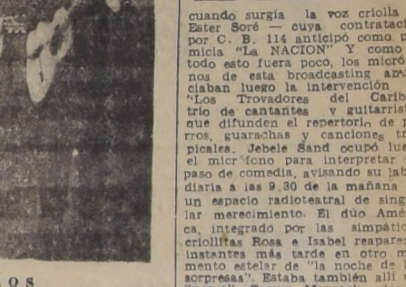 cuando surgía la voz criolla
Ester Soré — cuya contratac
por C. B. 114 anticipó como p
micia "La NACION" Y como
todo esto fuera poco, los micró
nos de esta broadcasting an
ciaban luego la intervención
"Los Trovadores del Carib
trio de cantantes y guitarrist
que difunden el repertorio de p
rros, guarachas y canciones tr
picales. Jebele Sand ocupó lue
el micrófono para interpretar
paso de comedia, avisando su lab
diaria a las 9.30 de la mañana
un espacio radioteatral de sing
lar merecimiento. El dúo Amé
ca, integrado por las simpátic
criollitas Rosa e Isabel reapare
instantes más tarde en otro m
mento estelar de "la noche de
sorpresas". Estaba también allí
OS